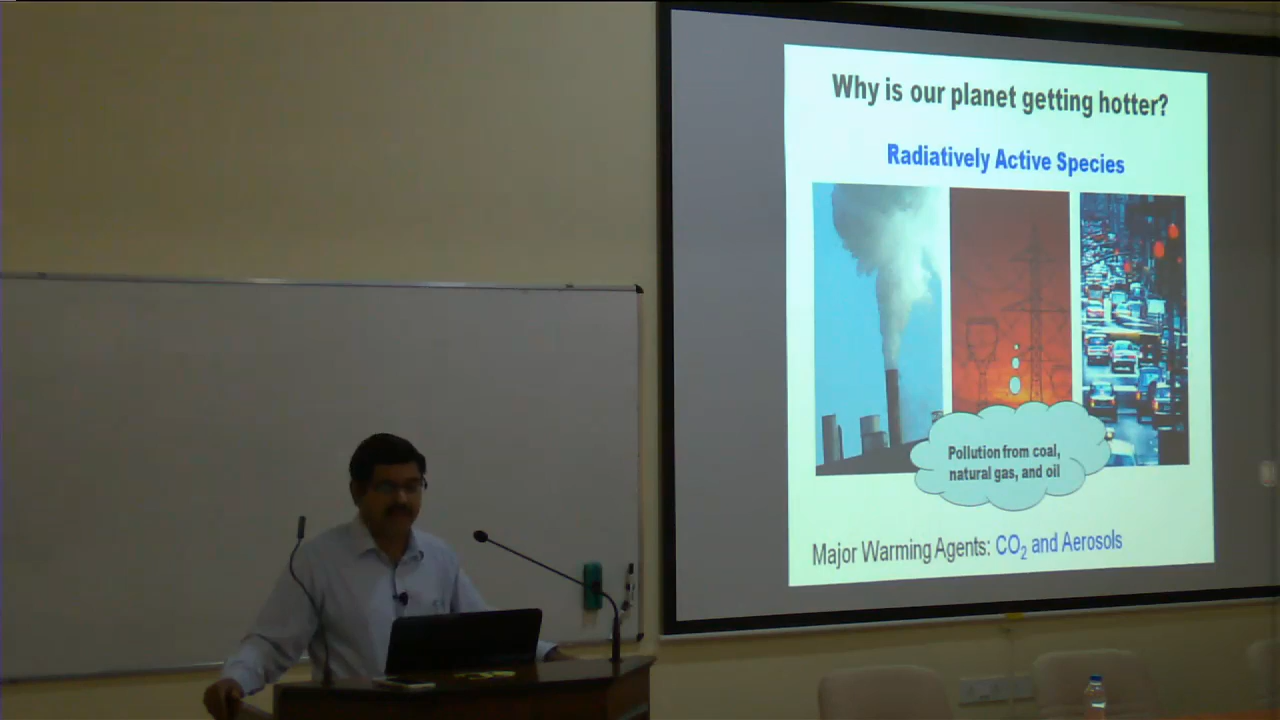 Why is our planet getting hotter?
Radiatively Active Species
Pollution from coal,
natural gas, and oil
Major Warming Agents: CO₂ and Aerosols